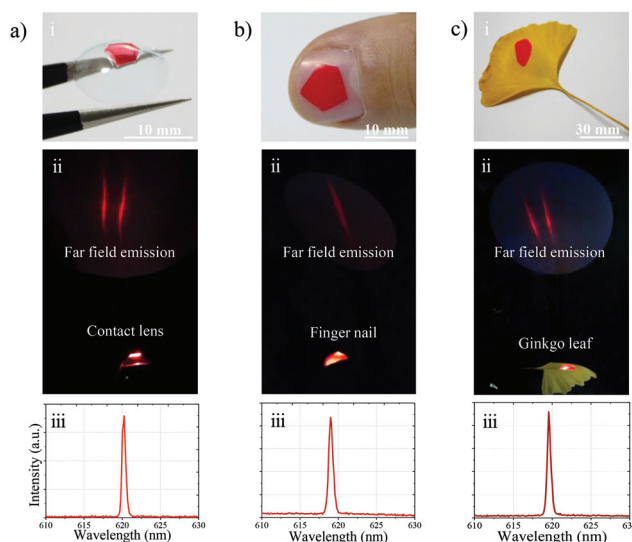 a)
i
10 mm
ii
Far field emission
Contact lens
iii
Intensity (a.u.)
610 615 620 625 630
Wavelength (nm)
b)
10 mm
Far field emission
Finger nail
iii
610 615 620 625 630
Wavelength (nm)
c)
i
30 mm
ii
Far field emission
Ginkgo leaf
iii
610 615 620 625 630
Wavelength (nm)